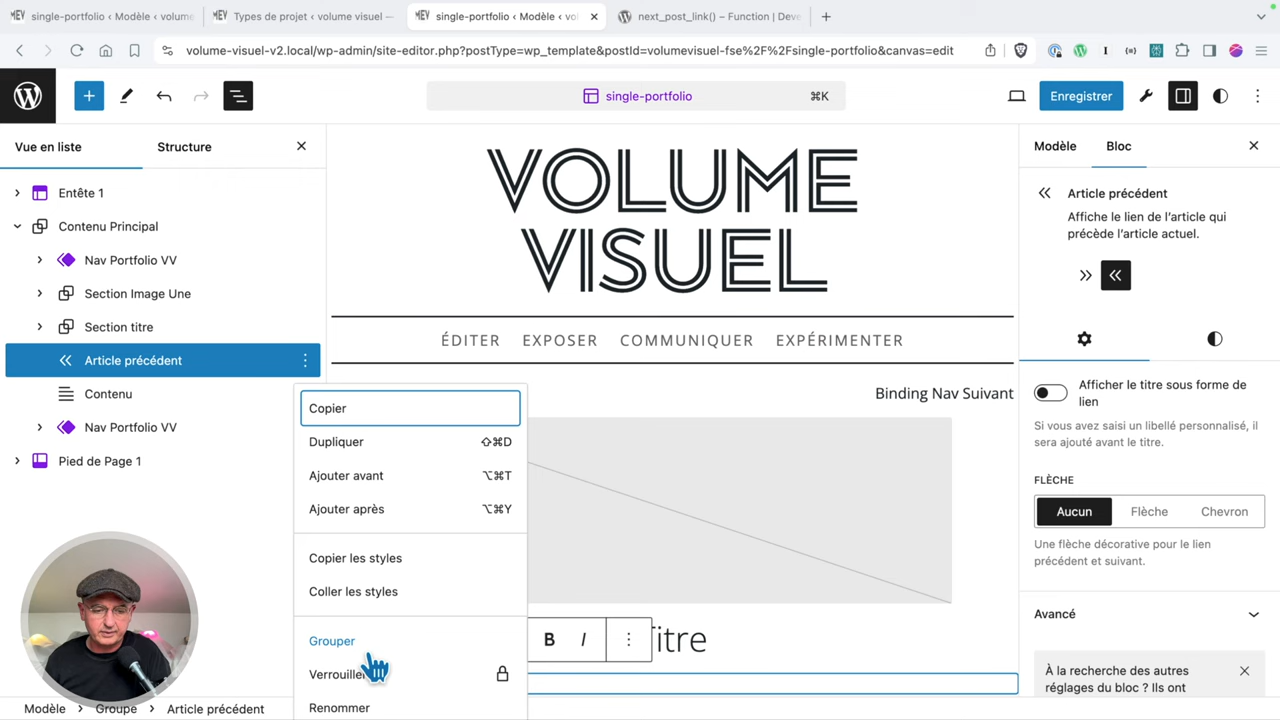 single-portfolio ‹ Modèle ‹ volume
Types de projet ‹ volume visuel —
single-portfolio ‹ Modèle ‹ vol
next_post_link() – Function | Deve
volume-visuel-v2.local/wp-admin/site-editor.php?postType=wp_template&postId=volumevisuel-fse%2F%2Fsingle-portfolio&canvas=edit
single-portfolio
⌘K
Enregistrer
Vue en liste
Structure
Entête 1
Contenu Principal
Nav Portfolio VV
Section Image Une
Section titre
Article précédent
Contenu
Nav Portfolio VV
Pied de Page 1
Copier
Dupliquer ⇧⌘D
Ajouter avant ⌥⌘T
Ajouter après ⌥⌘Y
Copier les styles
Coller les styles
Grouper
Verrouiller
Renommer
VOLUME
VISUEL
ÉDITER EXPOSER COMMUNIQUER EXPÉRIMENTER
Binding Nav Suivant
B I
Titre
Modèle
Bloc
Article précédent
Affiche le lien de l’article qui
précède l’article actuel.
Afficher le titre sous forme de
lien
Si vous avez saisi un libellé personnalisé, il
sera ajouté avant le titre.
FLÈCHE
Aucun Flèche Chevron
Une flèche décorative pour le lien
précédent et suivant.
Avancé
À la recherche des autres
réglages du bloc ? Ils ont
Modèle › Groupe › Article précédent